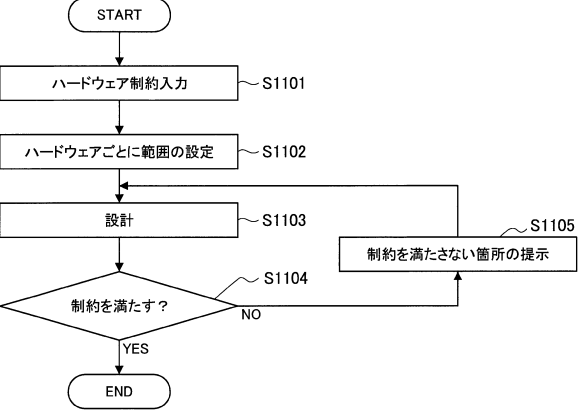 START
ハードウェア制約入力
S1101
ハードウェアごとに範囲の設定
S1102
設計
S1103
S1105
制約を満たさない箇所の提示
S1104
制約を満たす？
NO
YES
END